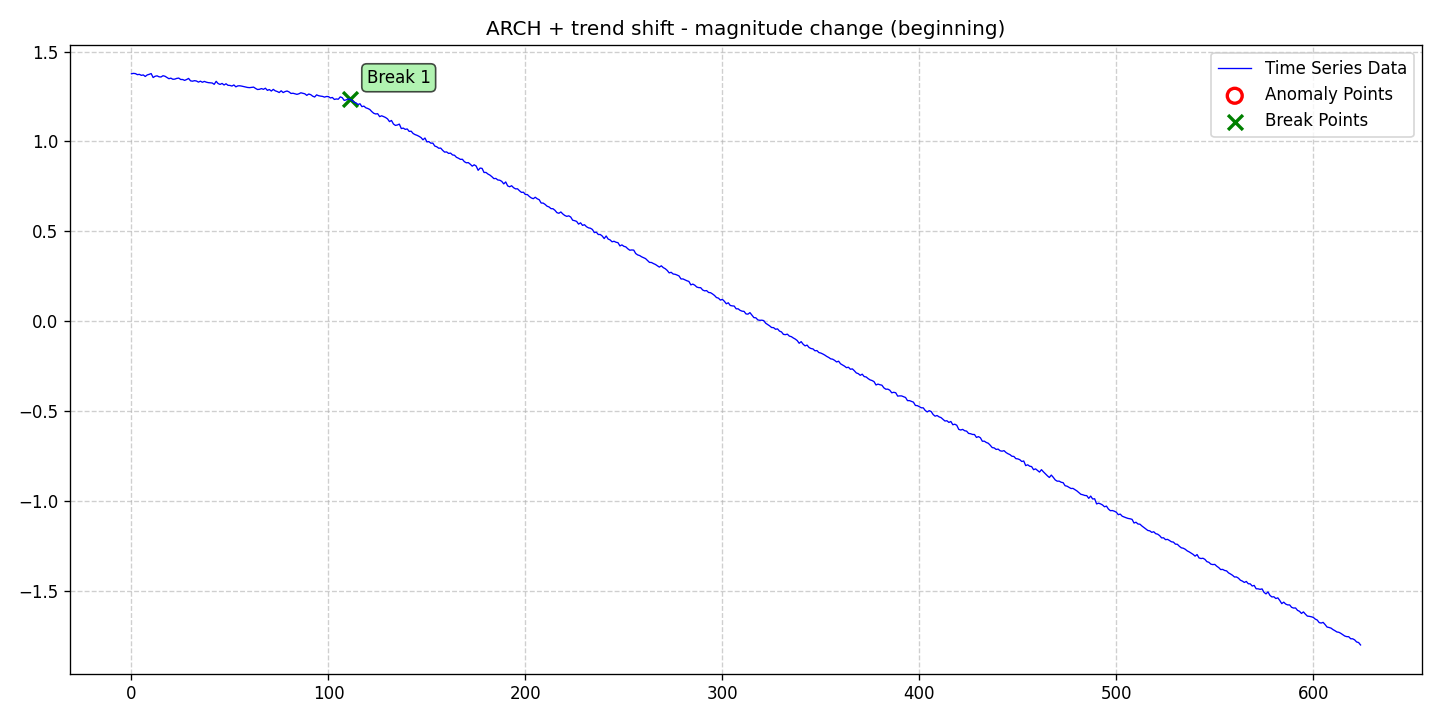 ARCH + trend shift - magnitude change (beginning)
Break 1
Time Series Data
Anomaly Points
Break Points
1.5
1.0
0.5
0.0
−0.5
−1.0
−1.5
0 100 200 300 400 500 600